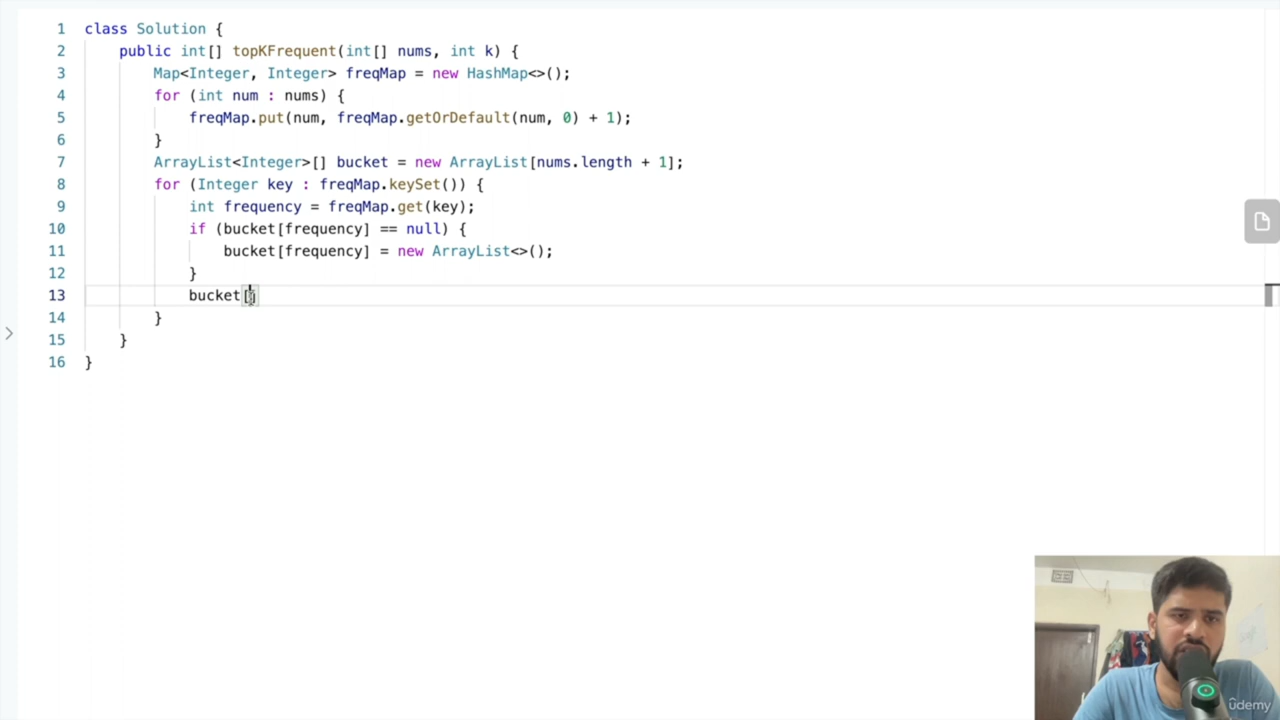 1 class Solution {
2 public int[] topKFrequent(int[] nums, int k) {
3 Map<Integer, Integer> freqMap = new HashMap<>();
4 for (int num : nums) {
5 freqMap.put(num, freqMap.getOrDefault(num, 0) + 1);
6 }
7 ArrayList<Integer>[] bucket = new ArrayList[nums.length + 1];
8 for (Integer key : freqMap.keySet()) {
9 int frequency = freqMap.get(key);
10 if (bucket[frequency] == null) {
11 bucket[frequency] = new ArrayList<>();
12 }
13 bucket[]
14 }
15 }
16 }
udemy